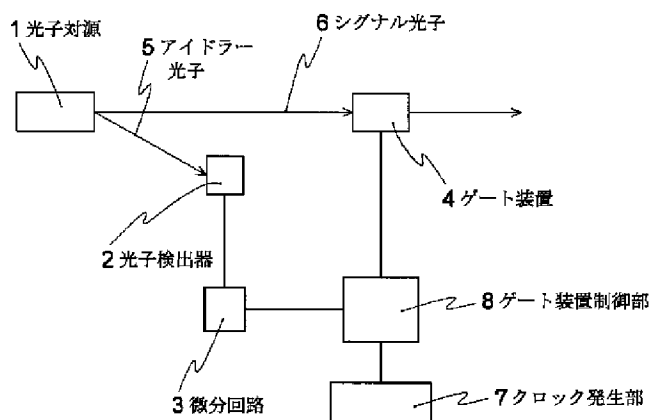 1 光子対源
6 シグナル光子
5 アイドラー
光子
4 ゲート装置
2 光子検出器
8 ゲート装置制御部
3 微分回路
7 クロック発生部